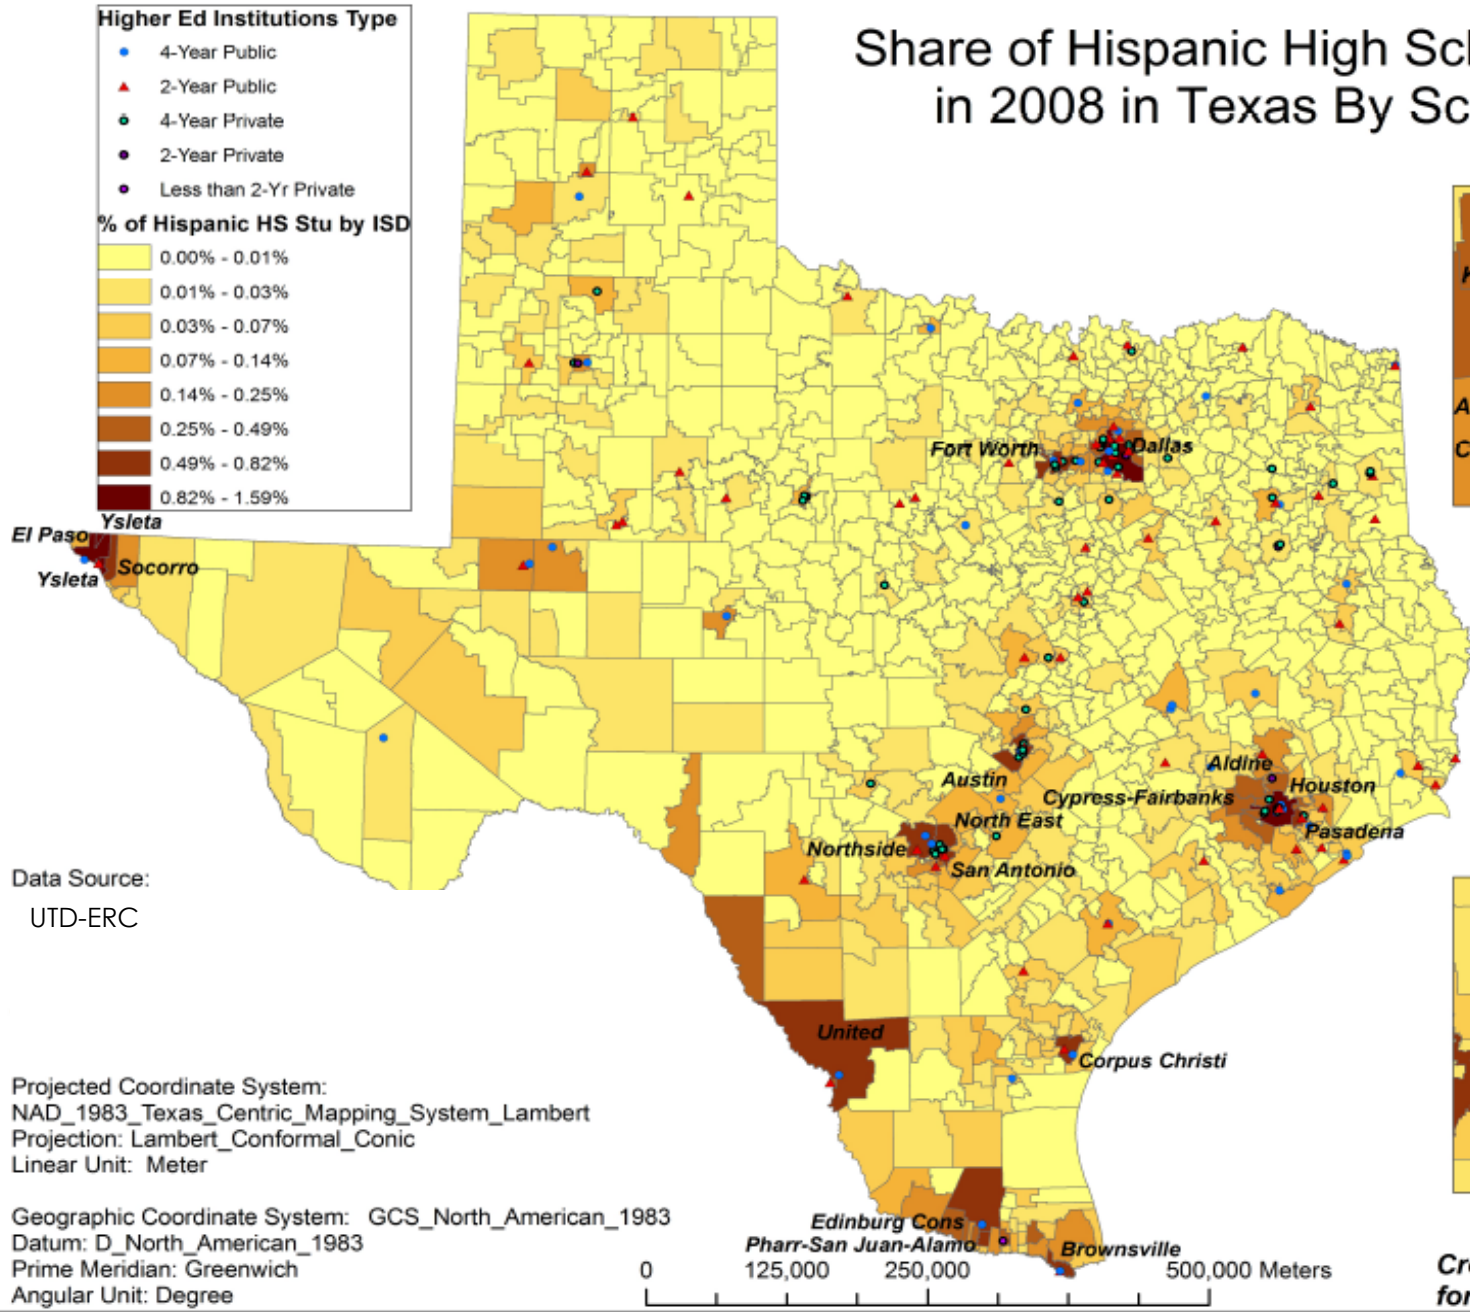 Higher Ed Institutions Type
4-Year Public
2-Year Public
4-Year Private
2-Year Private
Less than 2-Yr Private
% of Hispanic HS Stu by ISD
0.00% - 0.01%
0.01% - 0.03%
0.03% - 0.07%
0.07% - 0.14%
0.14% - 0.25%
0.25% - 0.49%
0.49% - 0.82%
0.82% - 1.59%
Share of Hispanic High
in 2008 in Texas By
Fort Worth
Dallas
Ysleta
El Paso
Ysleta
Socorro
Austin
Aldine
Houston
Cypress-Fairbanks
North East
Pasadena
Northside
San Antonio
United
Corpus Christi
Edinburg Cons
Pharr-San Juan-Alamo
Brownsville
Data Source:
UTD-ERC
Projected Coordinate System:
NAD_1983_Texas_Centric_Mapping_System_Lambert
Projection: Lambert_Conformal_Conic
Linear Unit: Meter
Geographic Coordinate System: GCS_North_American_1983
Datum: D_North_American_1983
Prime Meridian: Greenwich
Angular Unit: Degree
0 125,000 250,000 500,000 Meters